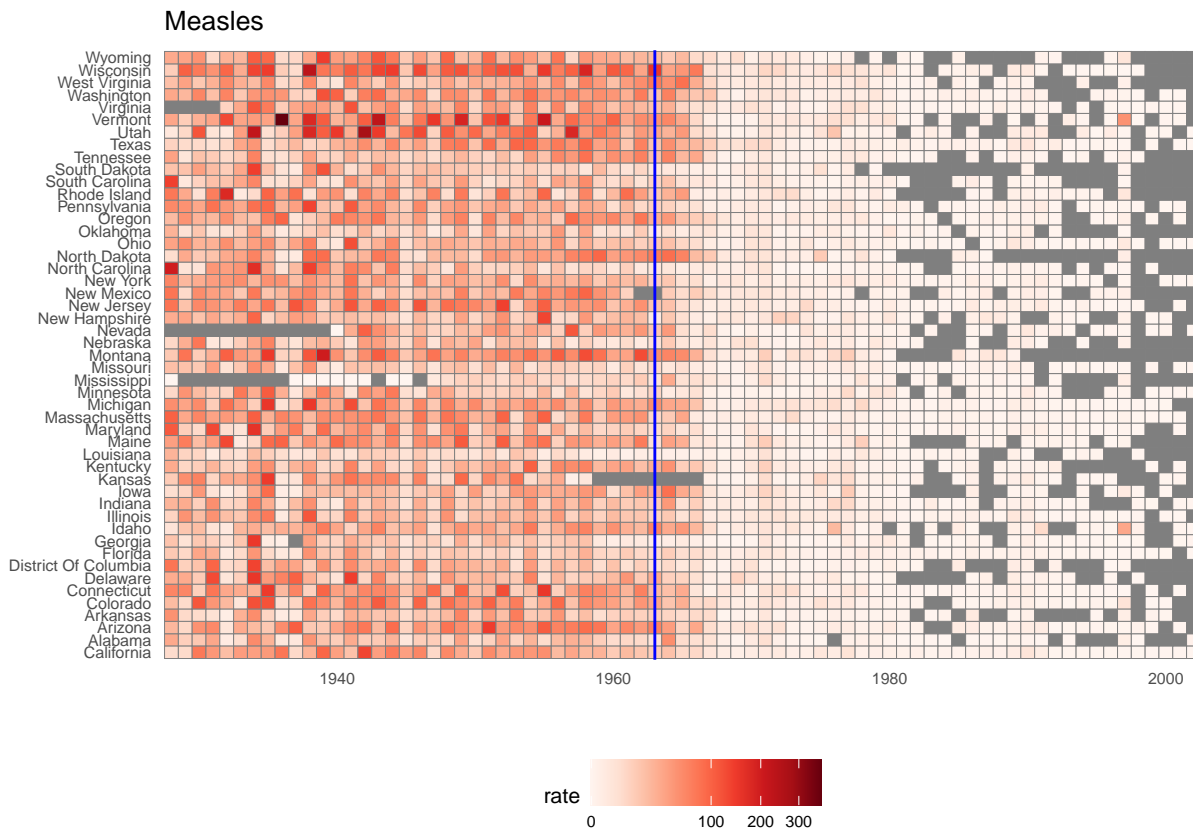 Measles
Wyoming
Wisconsin
West Virginia
Washington
Virginia
Vermont
Utah
Texas
Tennessee
South Dakota
South Carolina
Rhode Island
Pennsylvania
Oregon
Oklahoma
Ohio
North Dakota
North Carolina
New York
New Mexico
New Jersey
New Hampshire
Nevada
Nebraska
Montana
Missouri
Mississippi
Minnesota
Michigan
Massachusetts
Maryland
Maine
Louisiana
Kentucky
Kansas
Iowa
Indiana
Illinois
Idaho
Georgia
Florida
District Of Columbia
Delaware
Connecticut
Colorado
Arkansas
Arizona
Alabama
California
1940 1960 1980 2000
rate
0 100 200 300